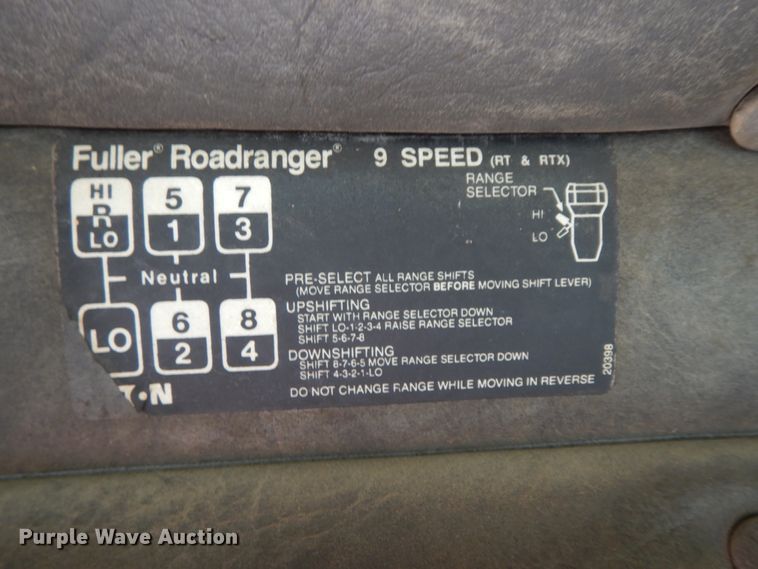 Fuller® Roadranger® 9 SPEED (RT & RTX)
HI 5 7
R
LO 1 3
RANGE
SELECTOR
HI
LO
Neutral
LO 6 8
2 4
PRE-SELECT ALL RANGE SHIFTS
(MOVE RANGE SELECTOR BEFORE MOVING SHIFT LEVER)
UPSHIFTING
START WITH RANGE SELECTOR DOWN
SHIFT LO-1-2-3-4 RAISE RANGE SELECTOR
SHIFT 5-6-7-8
DOWNSHIFTING
SHIFT 8-7-6-5 MOVE RANGE SELECTOR DOWN
SHIFT 4-3-2-1-LO
DO NOT CHANGE RANGE WHILE MOVING IN REVERSE
20398
Purple Wave Auction